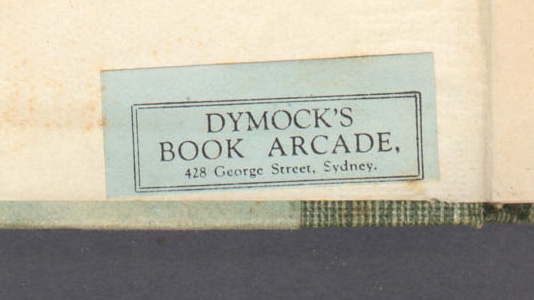 DYMOCK'S
BOOK ARCADE,
428 George Street, Sydney.